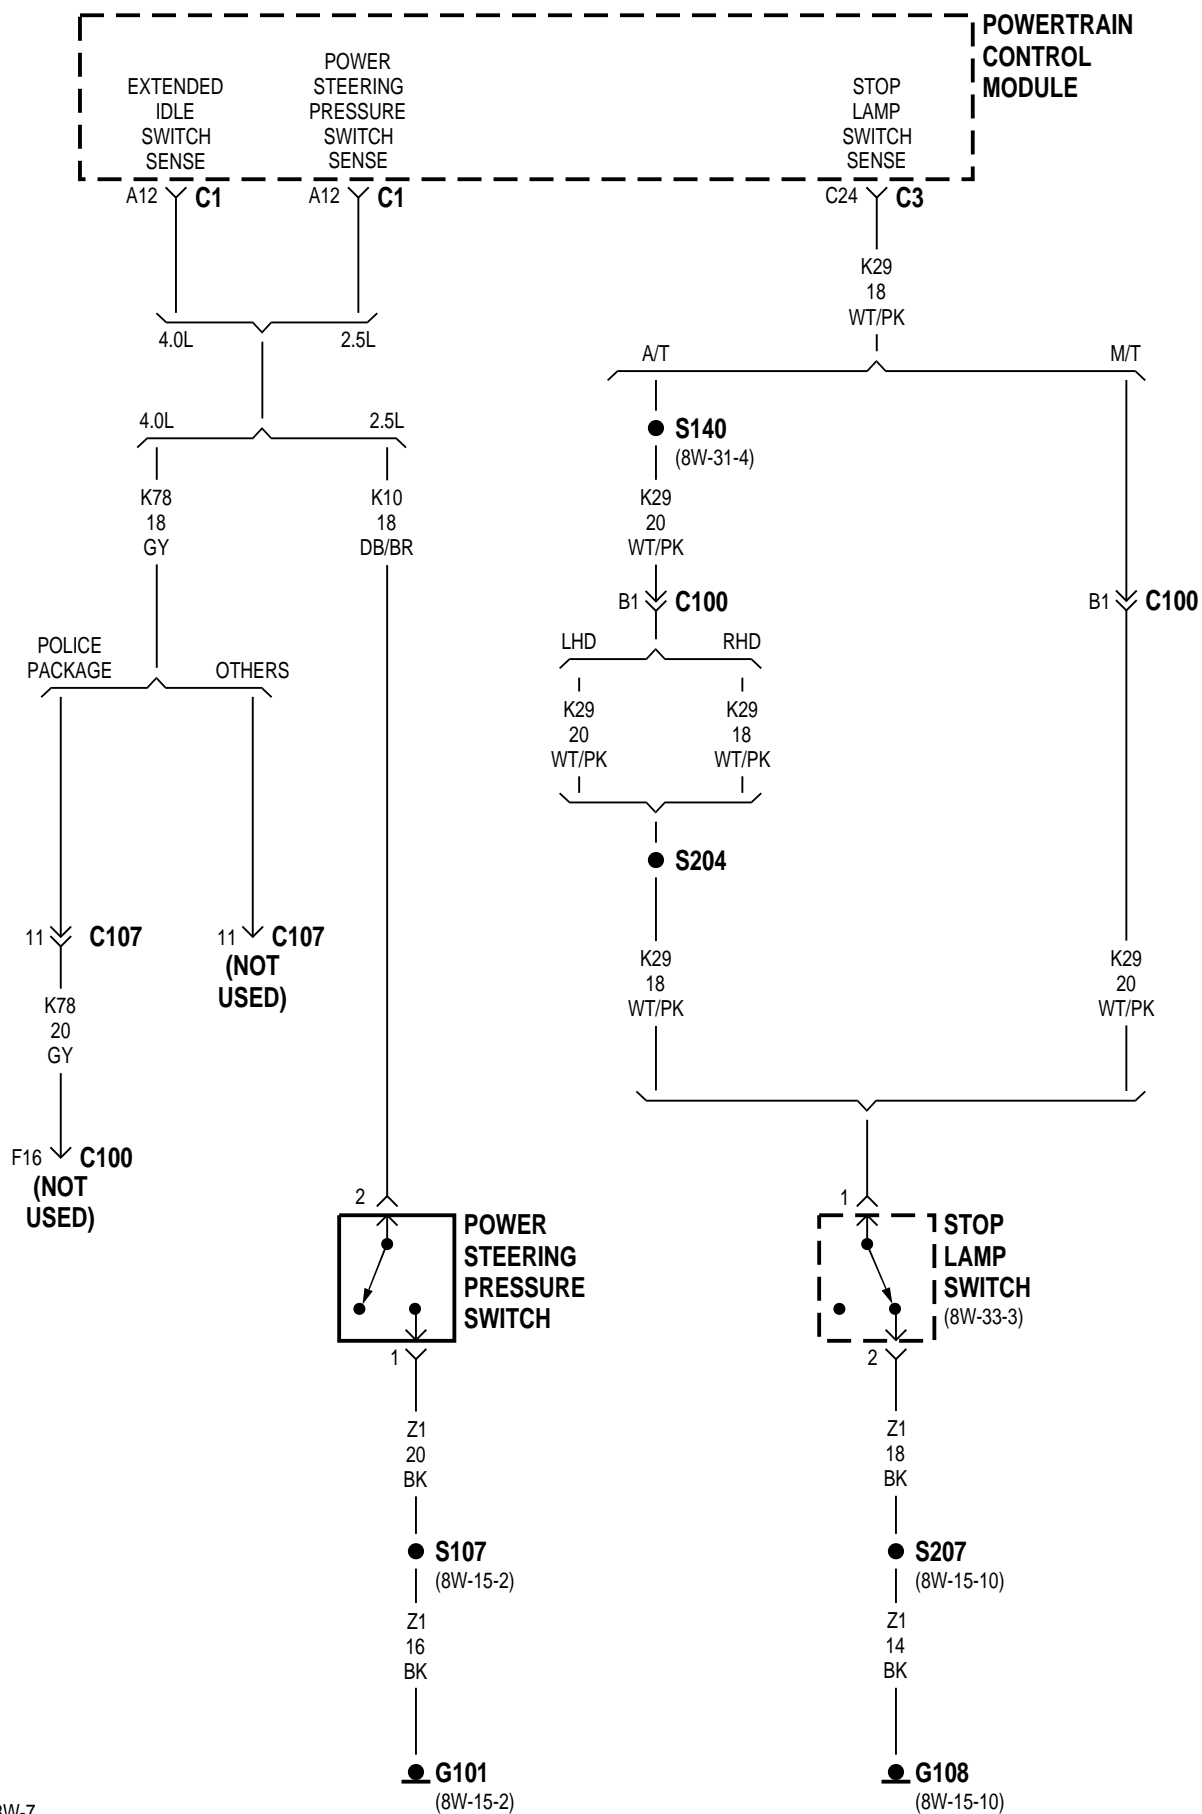 POWERTRAIN
CONTROL
MODULE
EXTENDED
IDLE
SWITCH
SENSE
POWER
STEERING
PRESSURE
SWITCH
SENSE
STOP
LAMP
SWITCH
SENSE
A12 C1
A12 C1
C24 C3
K29
18
WT/PK
4.0L 2.5L
A/T M/T
4.0L 2.5L
S140
(8W-31-4)
K78
18
GY
K10
18
DB/BR
K29
20
WT/PK
B1 C100
B1 C100
LHD RHD
POLICE
PACKAGE
OTHERS
K29
20
WT/PK
K29
18
WT/PK
S204
11 C107
11 C107
(NOT
USED)
K29
18
WT/PK
K29
20
WT/PK
K78
20
GY
F16 C100
(NOT
USED)
2
POWER
STEERING
PRESSURE
SWITCH
1
1
STOP
LAMP
SWITCH
(8W-33-3)
2
Z1
20
BK
Z1
18
BK
S107
(8W-15-2)
S207
(8W-15-10)
Z1
16
BK
Z1
14
BK
G101
(8W-15-2)
G108
(8W-15-10)